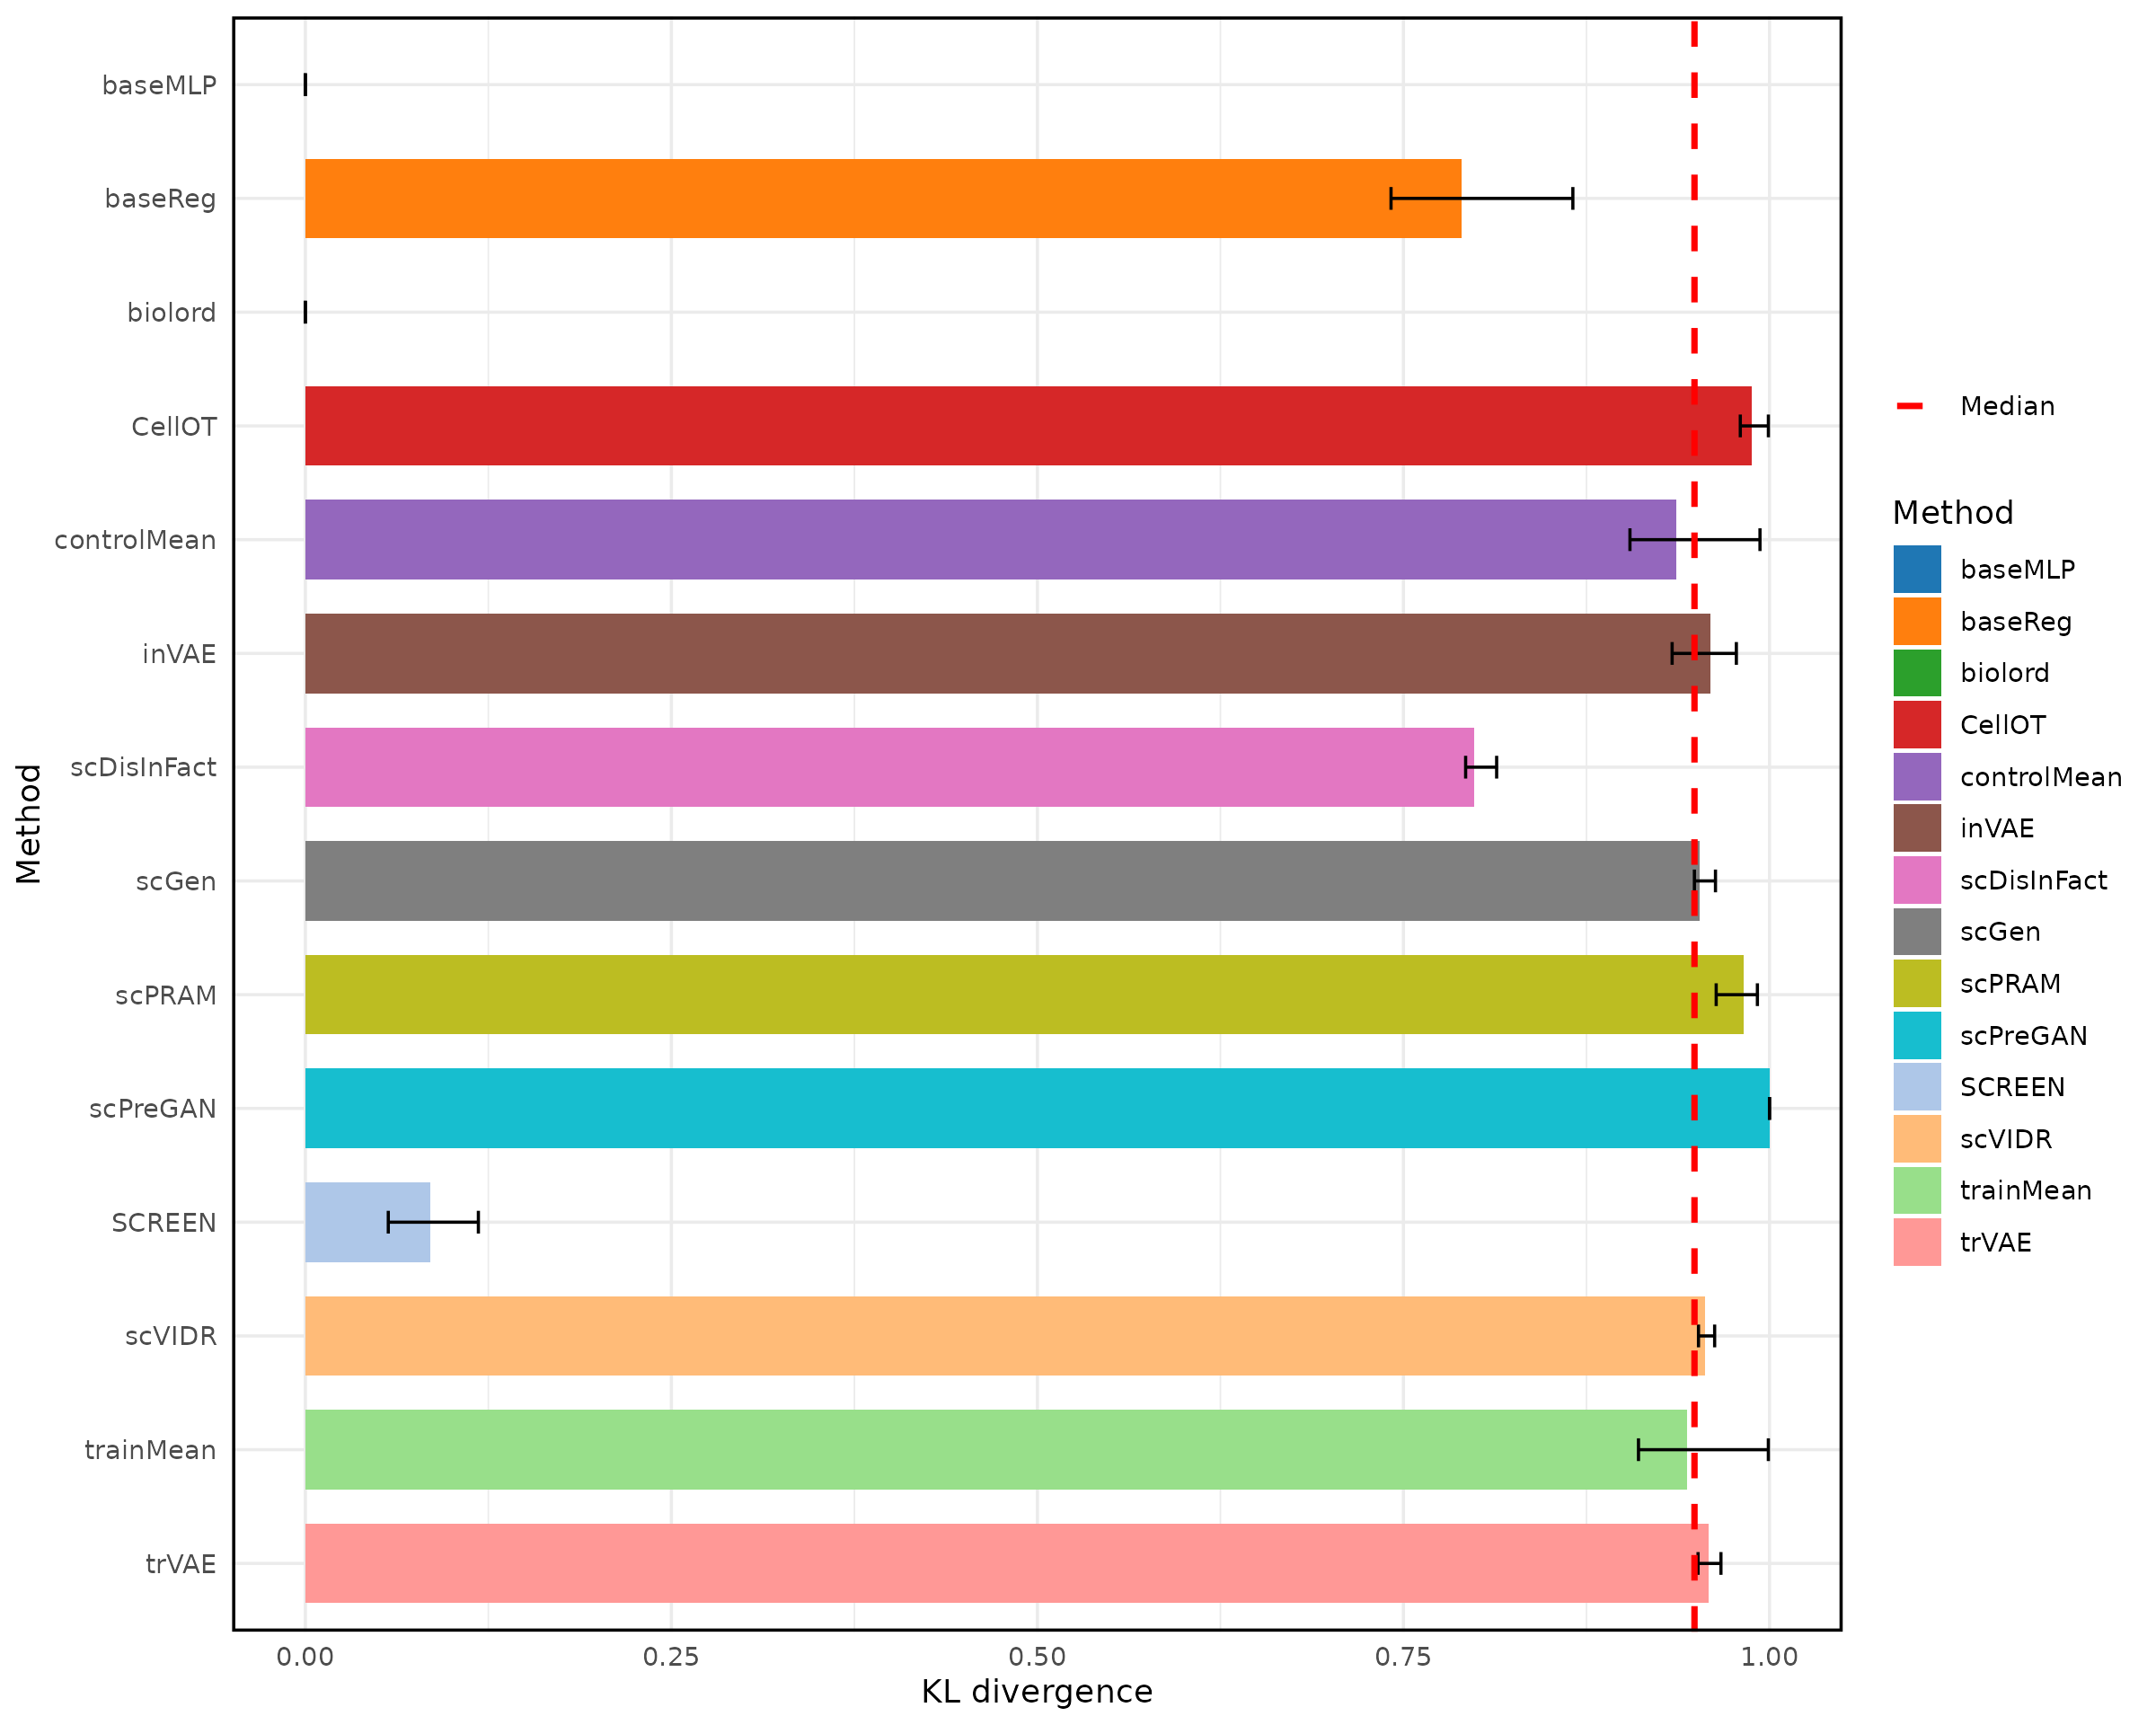 baseMLP
baseReg
biolord
CellOT
controlMean
inVAE
scDisInFact
scGen
scPRAM
scPreGAN
SCREEN
scVIDR
trainMean
trVAE
Method
0.00 0.25 0.50 0.75 1.00
KL divergence
Median
Method
baseMLP
baseReg
biolord
CellOT
controlMean
inVAE
scDisInFact
scGen
scPRAM
scPreGAN
SCREEN
scVIDR
trainMean
trVAE